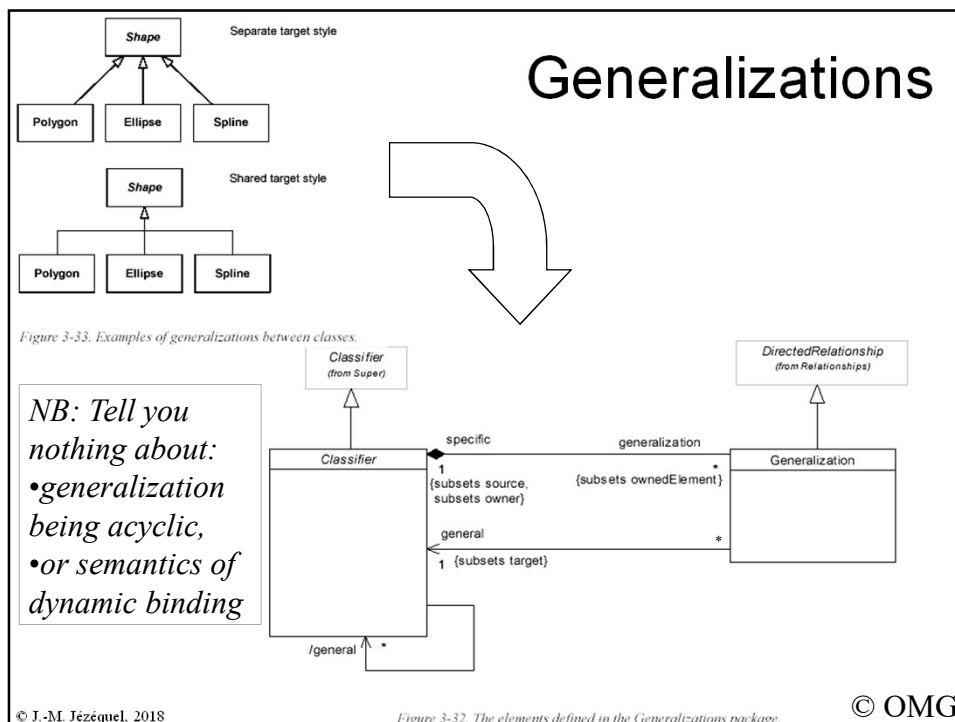 Generalizations
Shape
Separate target style
Polygon Ellipse Spline
Shape
Shared target style
Polygon Ellipse Spline
Figure 3-33. Examples of generalizations between classes.
Classifier
(from Super)
DirectedRelationship
(from Relationships)
NB: Tell you
nothing about:
•generalization
being acyclic,
•or semantics of
dynamic binding
Classifier
specific
1
{subsets source,
subsets owner}
generalization
*
{subsets ownedElement}
Generalization
general
1
{subsets target}
*
/general
*
© J.-M. Jézéquel, 2018
Figure 3-32. The elements defined in the Generalizations package.
© OMG